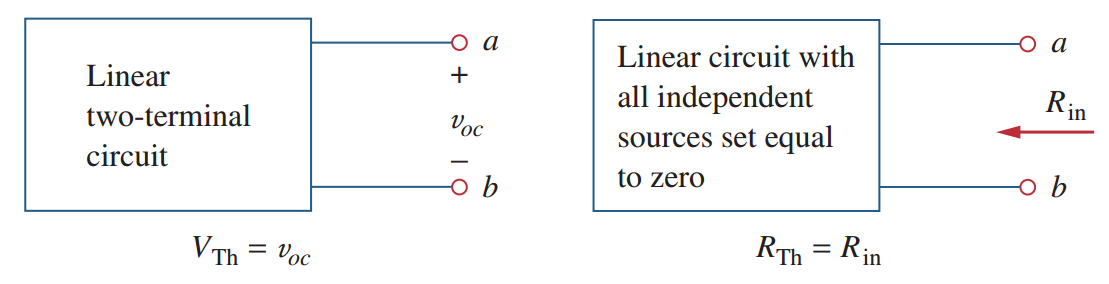 Linear
two-terminal
circuit
a
+
v_oc
−
b
V_Th = v_oc
Linear circuit with
all independent
sources set equal
to zero
a
R_in
b
R_Th = R_in